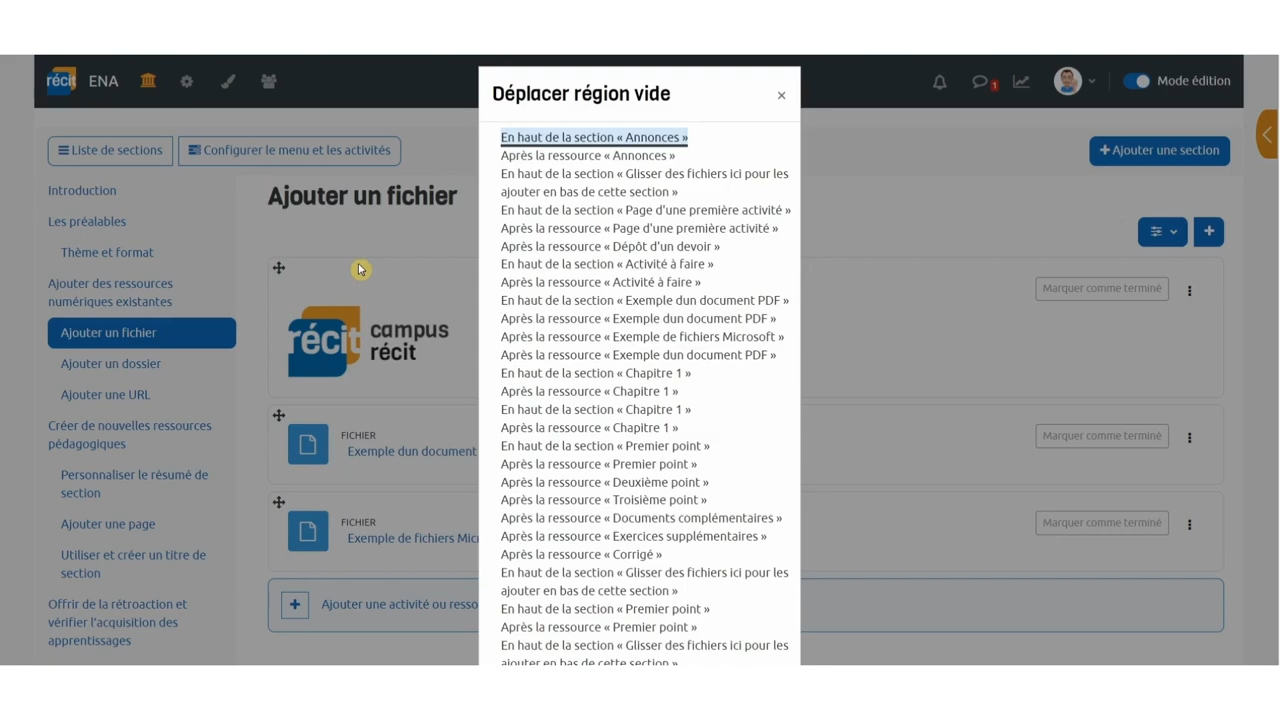 récit ENA
1
Mode édition
Liste de sections
Configurer le menu et les activités
Ajouter une section
Introduction
Les préalables
Thème et format
Ajouter des ressources
numériques existantes
Ajouter un fichier
Ajouter un dossier
Ajouter une URL
Créer de nouvelles ressources
pédagogiques
Personnaliser le résumé de
section
Ajouter une page
Utiliser et créer un titre de
section
Offrir de la rétroaction et
vérifier l'acquisition des
apprentissages
Ajouter un fichier
Marquer comme terminé
récit campus
récit
FICHIER
Exemple dun document
Marquer comme terminé
FICHIER
Exemple de fichiers Mic
Marquer comme terminé
Ajouter une activité ou resso
Déplacer région vide
×
En haut de la section « Annonces »
Après la ressource « Annonces »
En haut de la section « Glisser des fichiers ici pour les
ajouter en bas de cette section »
En haut de la section « Page d'une première activité »
Après la ressource « Page d'une première activité »
Après la ressource « Dépôt d'un devoir »
En haut de la section « Activité à faire »
Après la ressource « Activité à faire »
En haut de la section « Exemple dun document PDF »
Après la ressource « Exemple dun document PDF »
Après la ressource « Exemple de fichiers Microsoft »
Après la ressource « Exemple dun document PDF »
En haut de la section « Chapitre 1 »
Après la ressource « Chapitre 1 »
En haut de la section « Chapitre 1 »
Après la ressource « Chapitre 1 »
En haut de la section « Premier point »
Après la ressource « Premier point »
Après la ressource « Deuxième point »
Après la ressource « Troisième point »
Après la ressource « Documents complémentaires »
Après la ressource « Exercices supplémentaires »
Après la ressource « Corrigé »
En haut de la section « Glisser des fichiers ici pour les
ajouter en bas de cette section »
En haut de la section « Premier point »
Après la ressource « Premier point »
En haut de la section « Glisser des fichiers ici pour les
ajouter en bas de cette section »